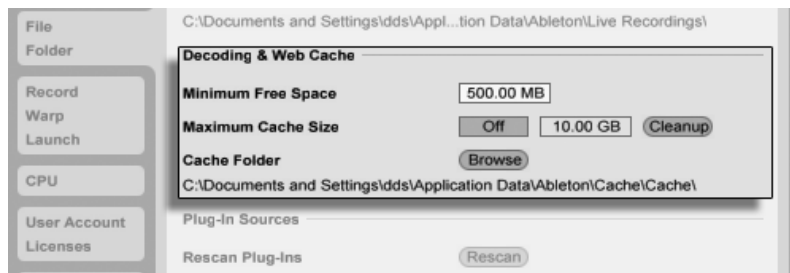 File
Folder
Record
Warp
Launch
CPU
User Account
Licenses
C:\Documents and Settings\dds\Appl...tion Data\Ableton\Live Recordings\
Decoding & Web Cache
Minimum Free Space 500.00 MB
Maximum Cache Size Off 10.00 GB Cleanup
Cache Folder Browse
C:\Documents and Settings\dds\Application Data\Ableton\Cache\Cache\
Plug-In Sources
Rescan Plug-Ins Rescan